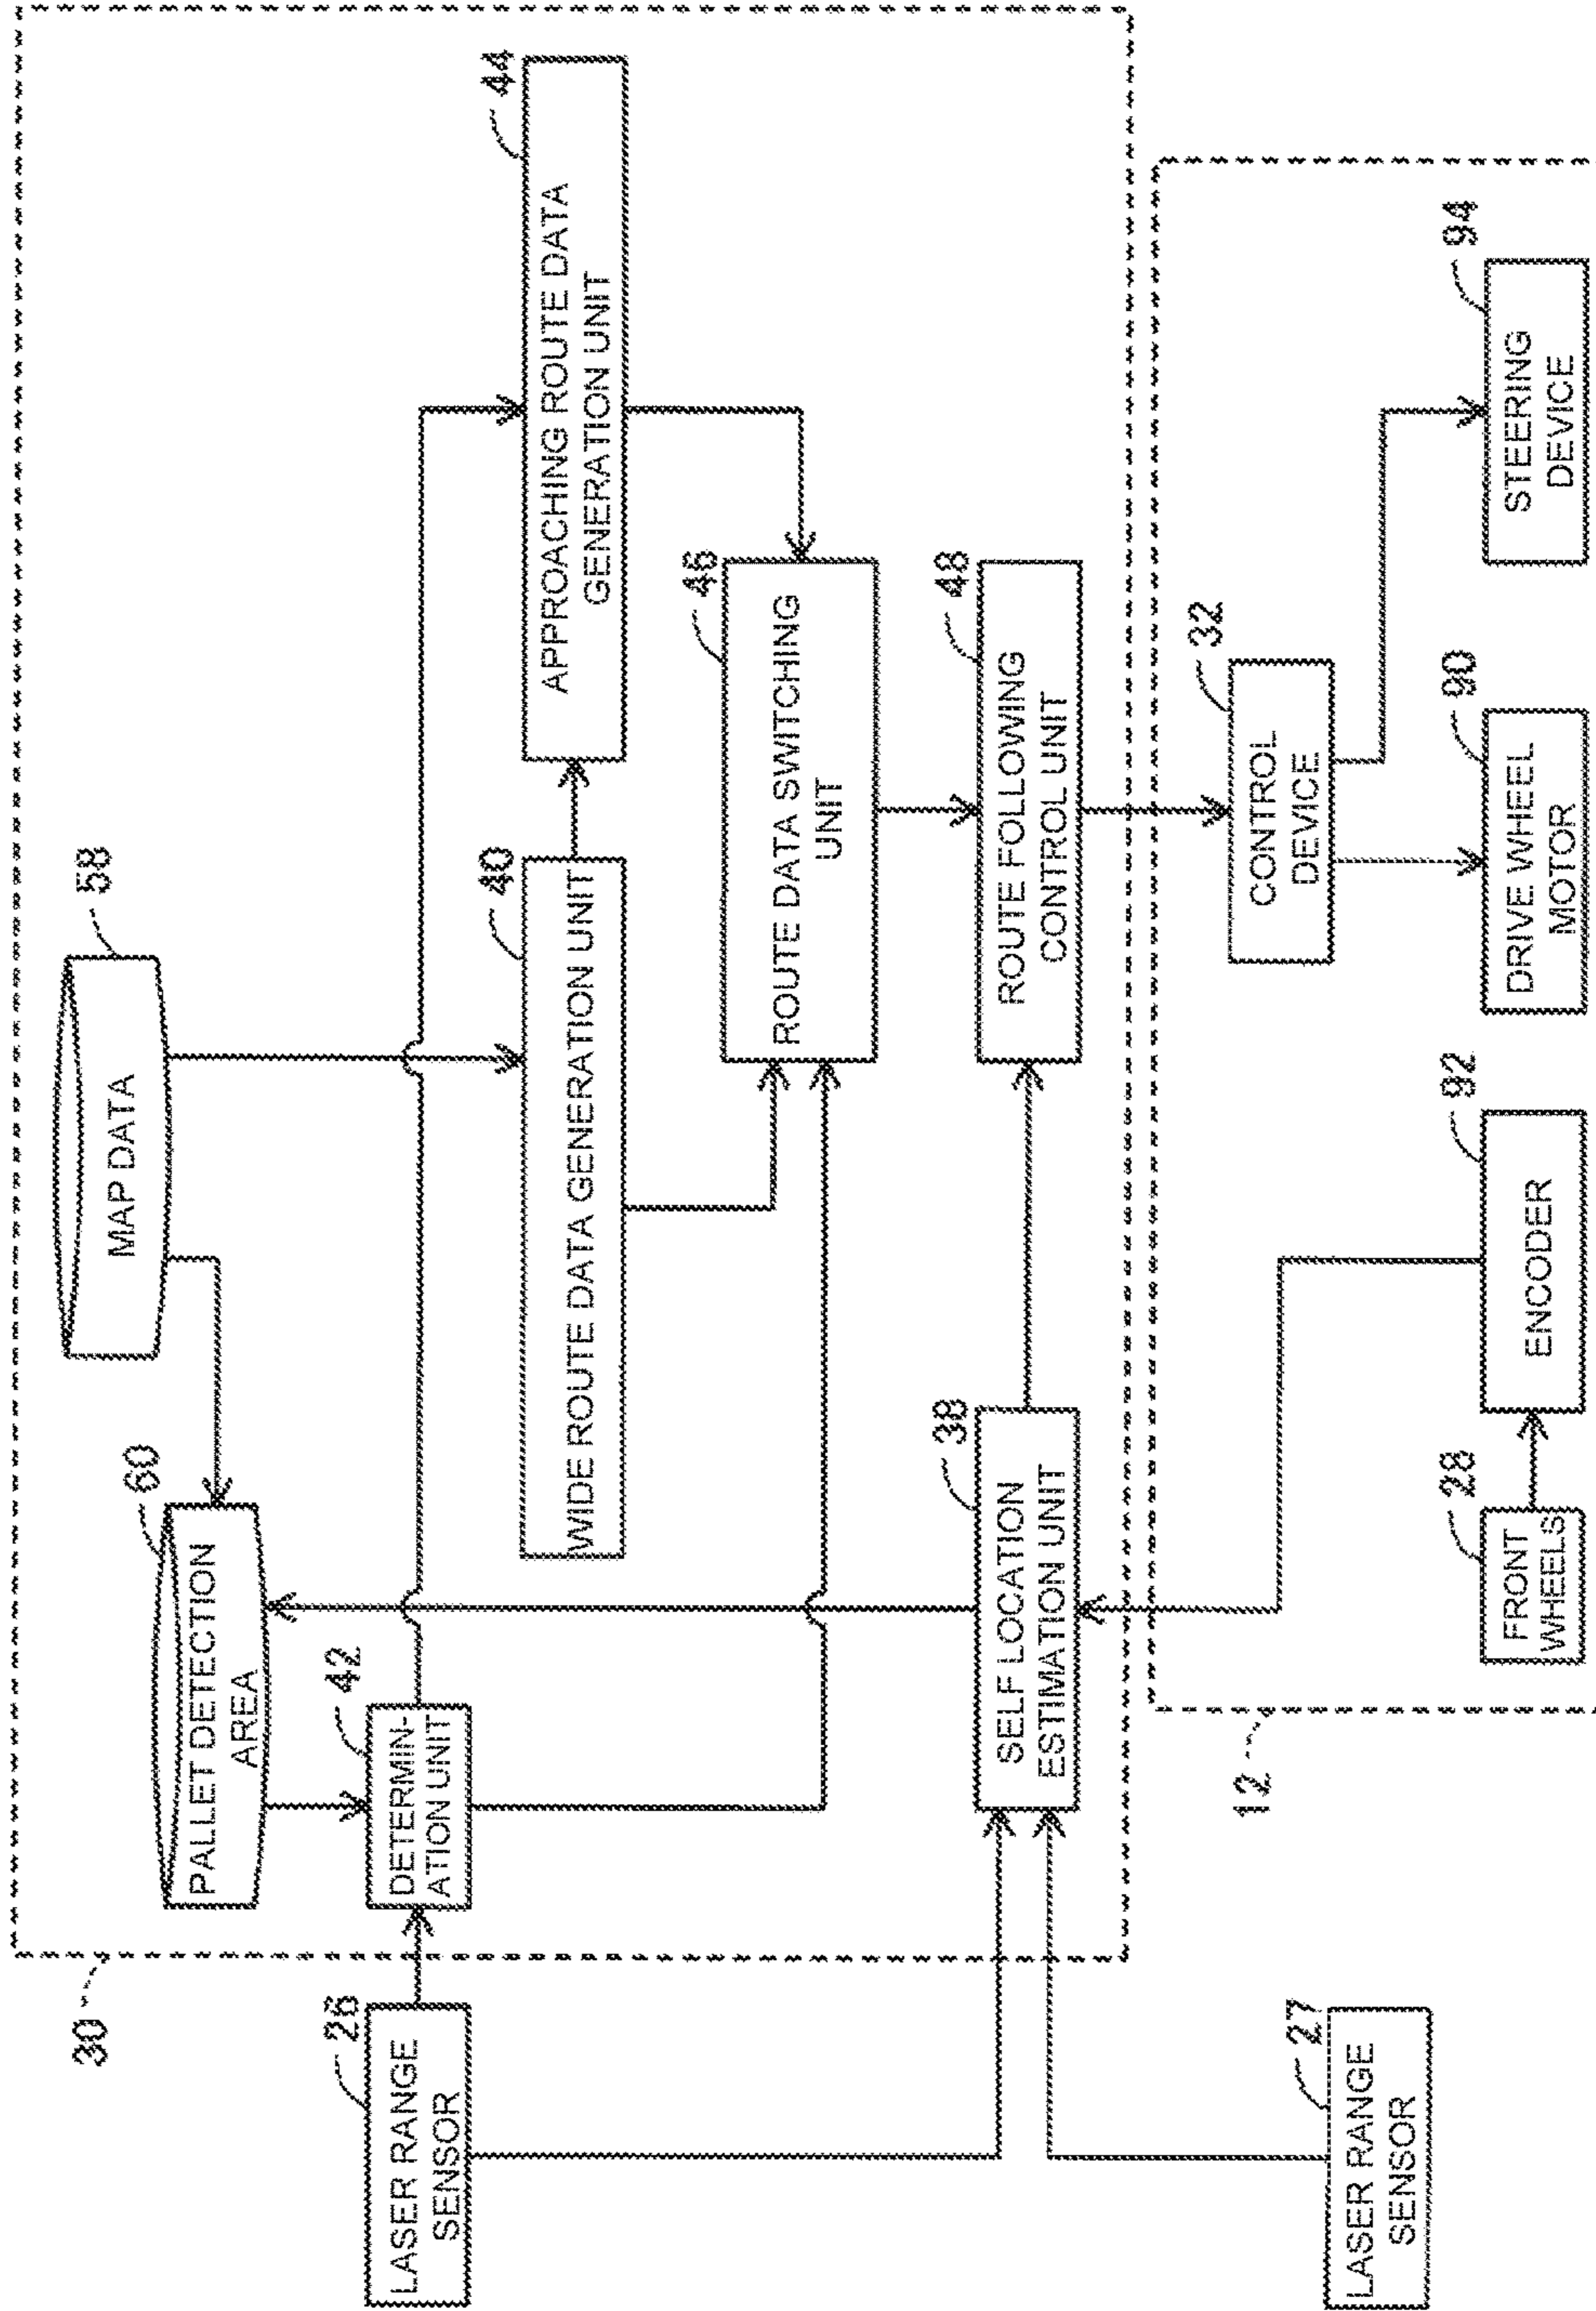 58
MAP DATA
60
PALLET DETECTION
AREA
30
26
LASER RANGE
SENSOR
42
DETERMIN-
ATION UNIT
40
WIDE ROUTE DATA GENERATION UNIT
44
APPROACHING ROUTE DATA
GENERATION UNIT
46
ROUTE DATA SWITCHING
UNIT
38
SELF LOCATION
ESTIMATION UNIT
48
ROUTE FOLLOWING
CONTROL UNIT
12
32
CONTROL
DEVICE
27
LASER RANGE
SENSOR
28
FRONT
WHEELS
92
ENCODER
90
DRIVE WHEEL
MOTOR
94
STEERING
DEVICE